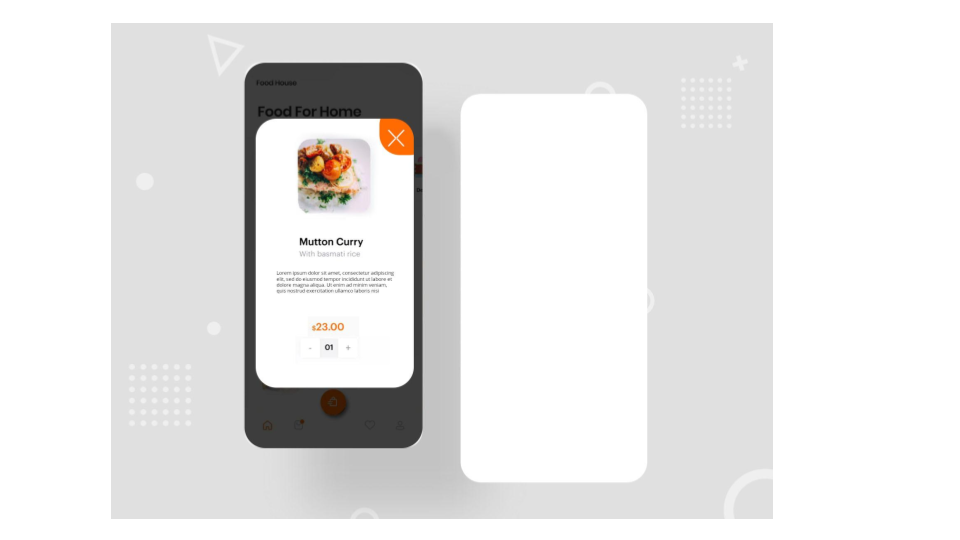 Food House
Food For Home
Mutton Curry
With basmati rice
Lorem ipsum dolor sit amet, consectetur adipiscing
elit, sed do eiusmod tempor incididunt ut labore et
dolore magna aliqua. Ut enim ad minim veniam,
quis nostrud exercitation ullamco laboris nisi
$23.00
- 01 +